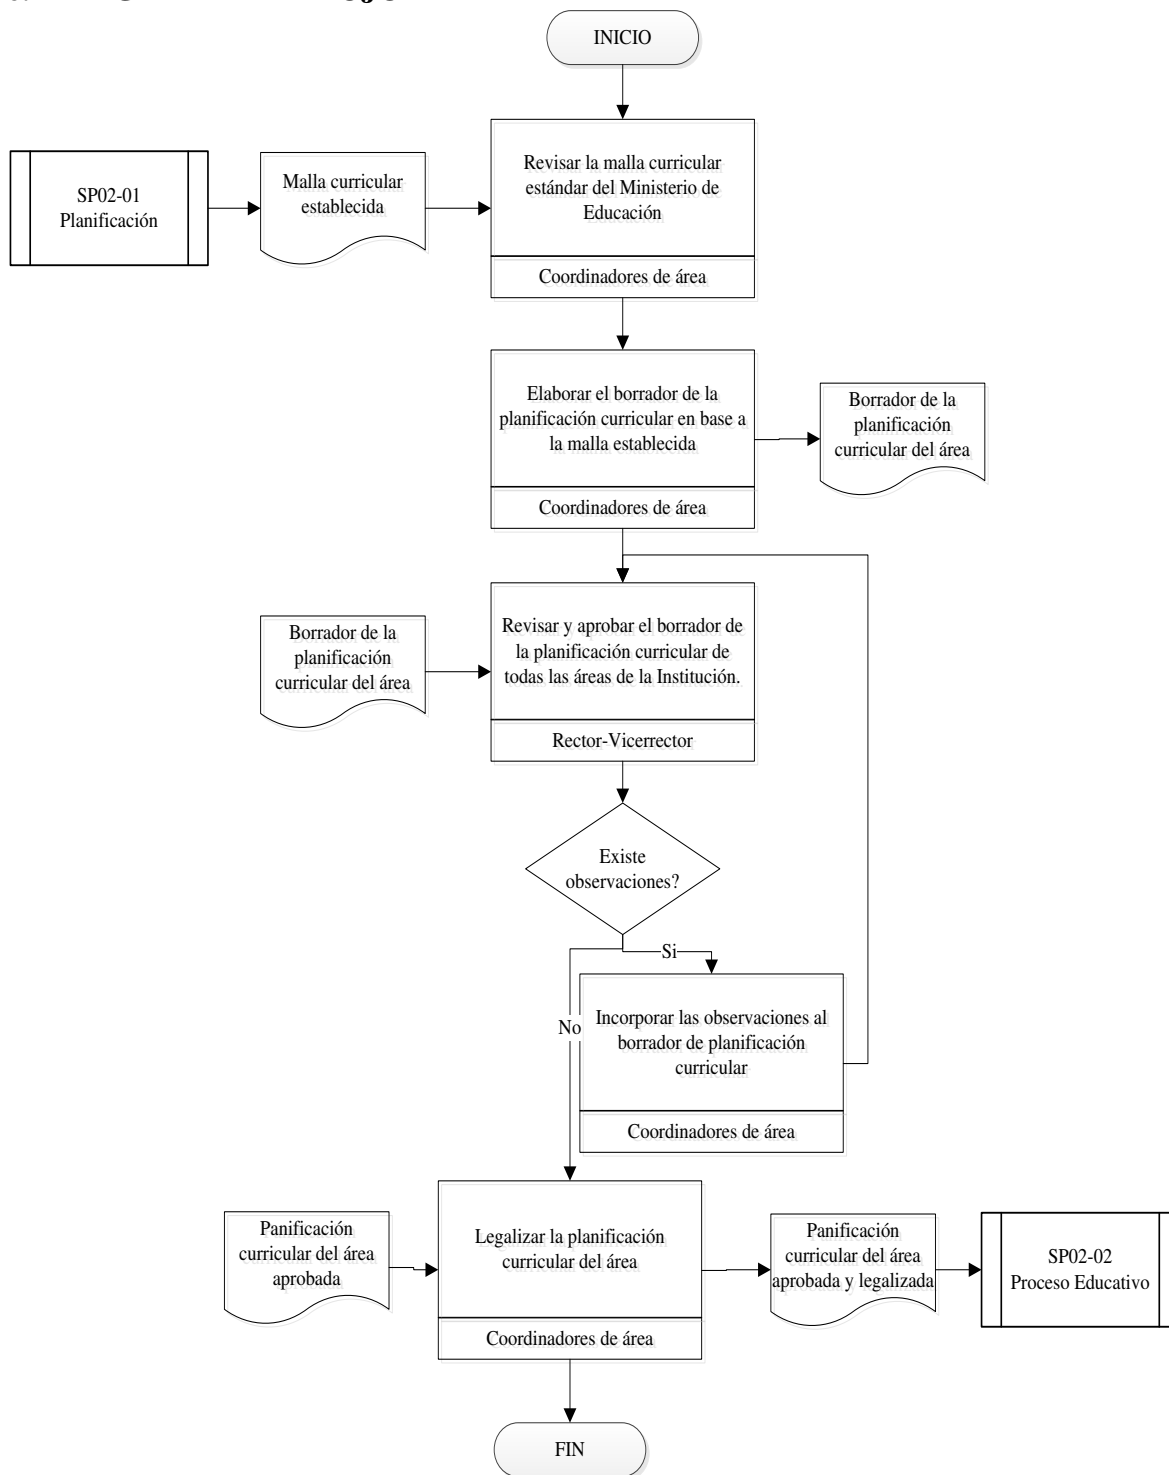 INICIO
Revisar la malla curricular
estándar del Ministerio de
Educación
Coordinadores de área
SP02-01
Planificación
Malla curricular
establecida
Elaborar el borrador de la
planificación curricular en base a
la malla establecida
Coordinadores de área
Borrador de la
planificación
curricular del área
Borrador de la
planificación
curricular del área
Revisar y aprobar el borrador de
la planificación curricular de
todas las áreas de la Institución.
Rector-Vicerrector
Existe
observaciones?
Si
No
Incorporar las observaciones al
borrador de planificación
curricular
Coordinadores de área
Panificación
curricular del área
aprobada
Legalizar la planificación
curricular del área
Coordinadores de área
Panificación
curricular del área
aprobada y legalizada
SP02-02
Proceso Educativo
FIN